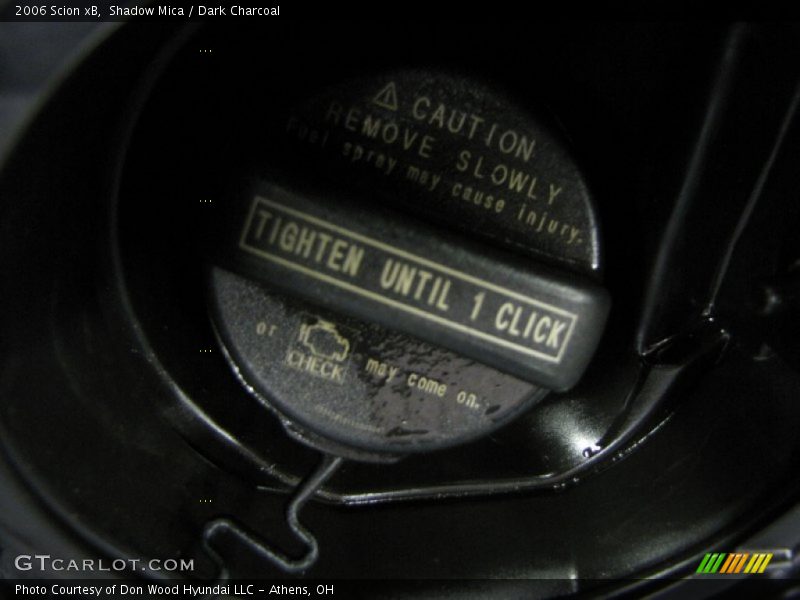 2006 Scion xB, Shadow Mica / Dark Charcoal
⚠ CAUTION
REMOVE SLOWLY
Fuel spray may cause injury.
TIGHTEN UNTIL 1 CLICK
or CHECK may come on.
GTCARLOT.COM
Photo Courtesy of Don Wood Hyundai LLC - Athens, OH